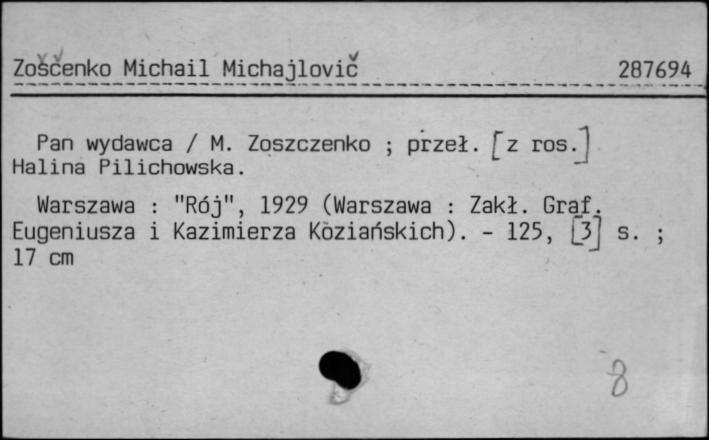 Zoščenko Michail Michajlovič 287694
Pan wydawca / M. Zoszczenko ; przeł. [z ros.]
Halina Pilichowska.
Warszawa : "Rój", 1929 (Warszawa : Zakł. Graf.
Eugeniusza i Kazimierza Koziańskich). - 125, [3] s. ;
17 cm
8